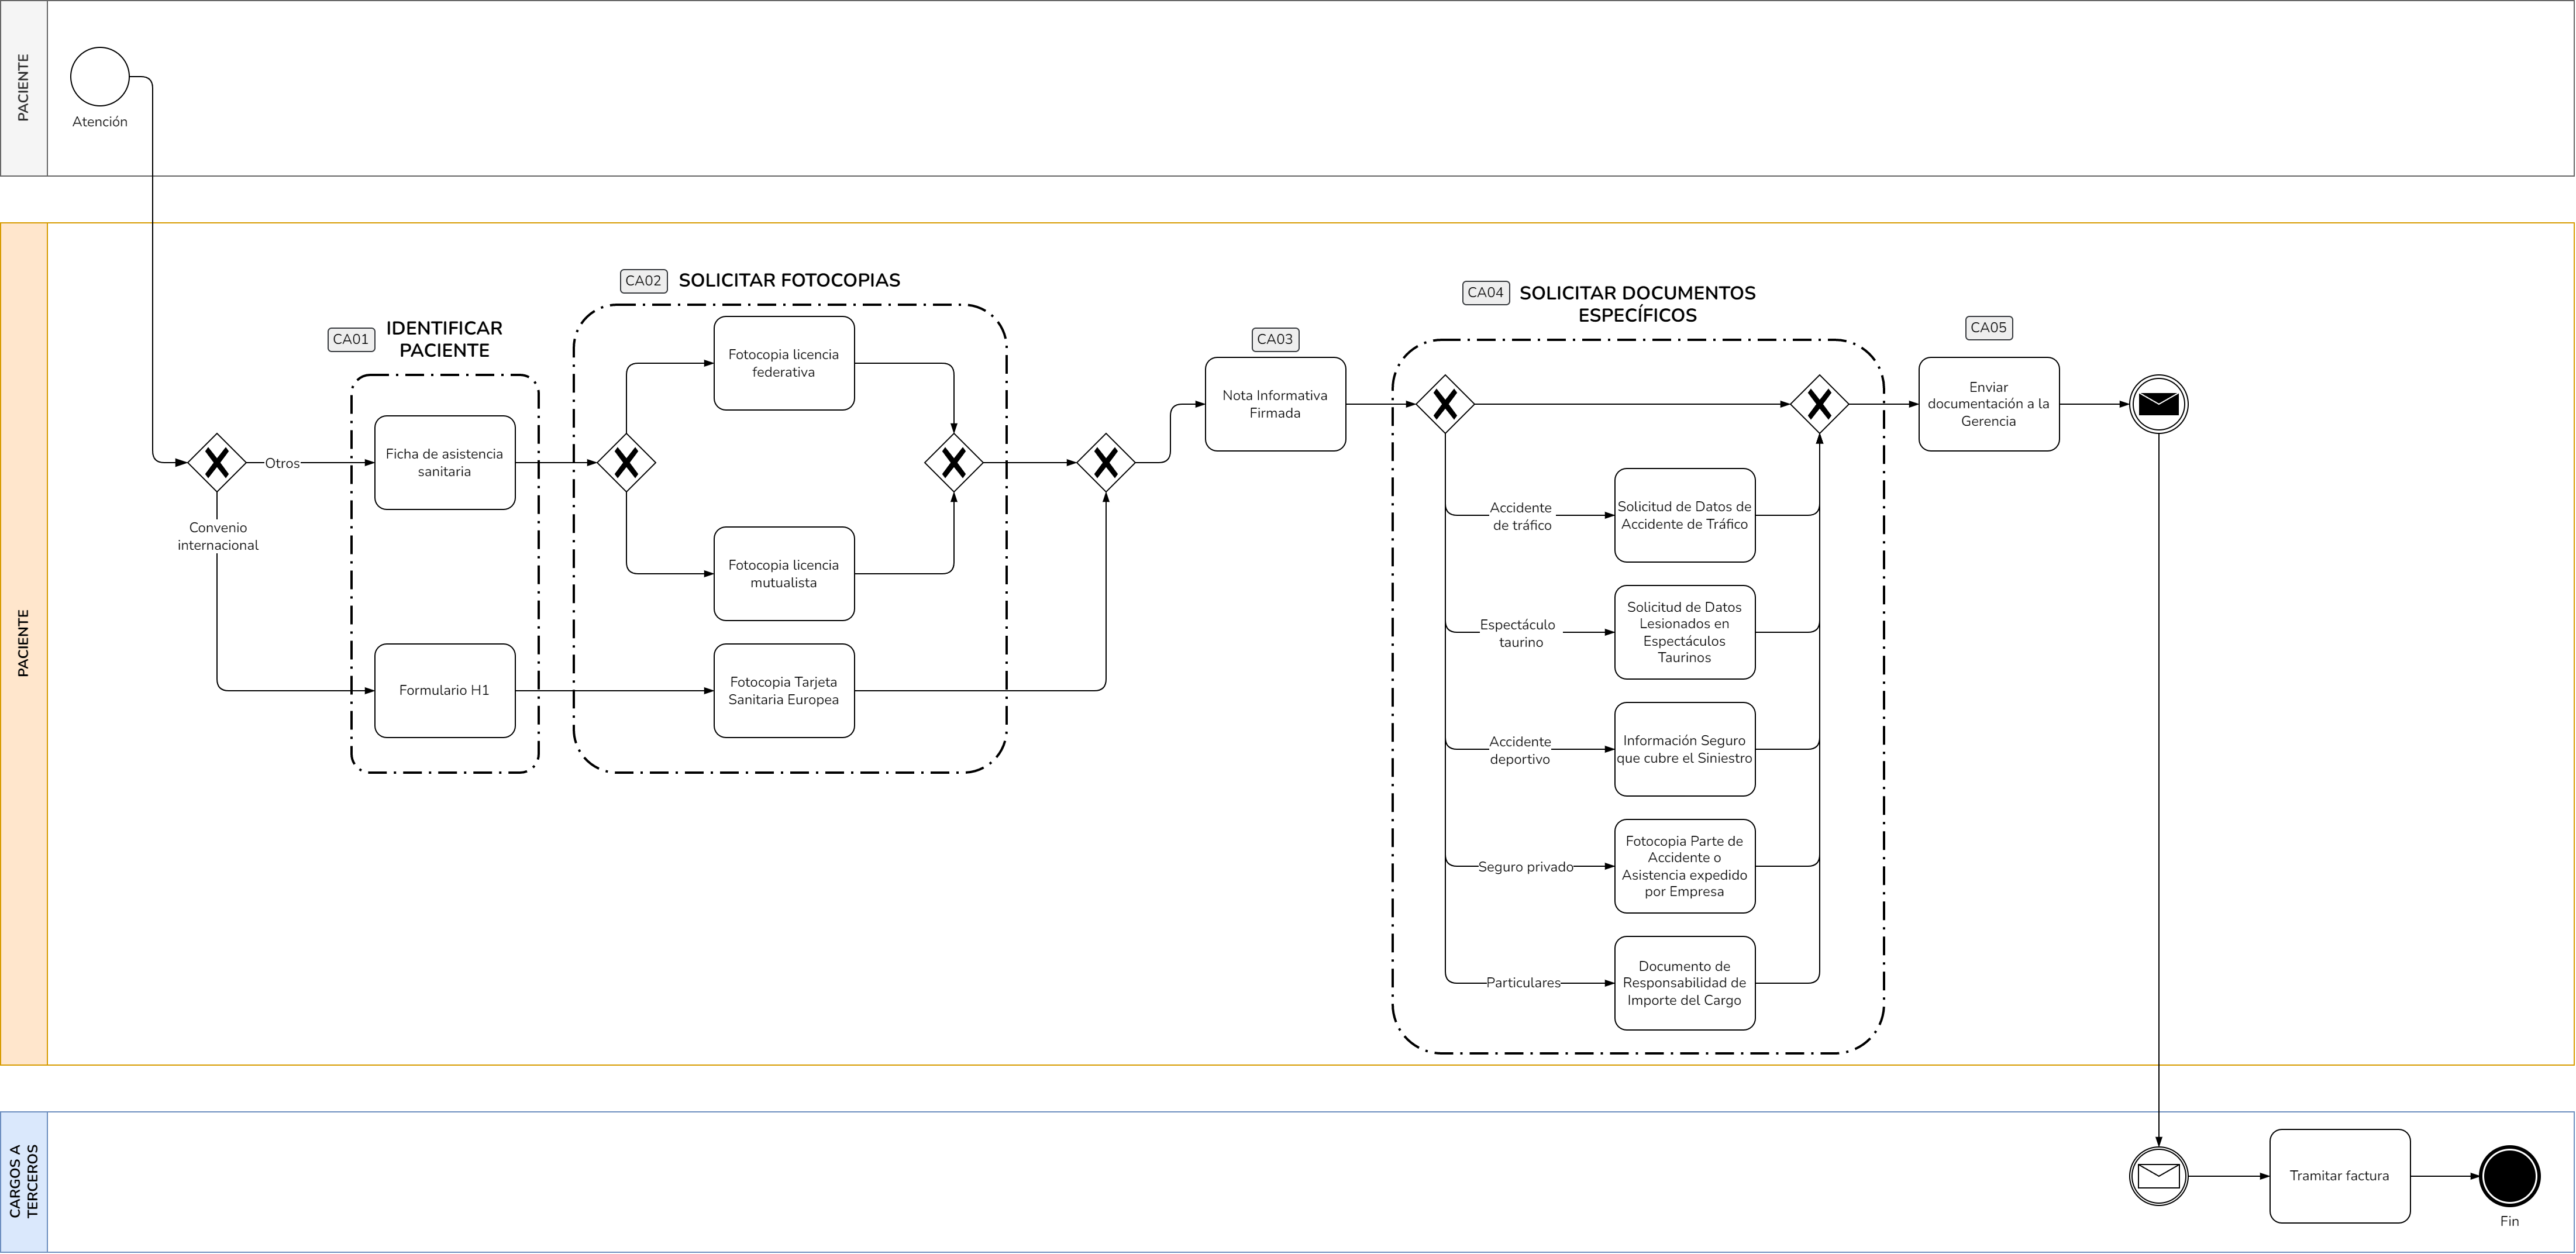 PACIENTE
Atención
PACIENTE
CA01
IDENTIFICAR
PACIENTE
CA02
SOLICITAR FOTOCOPIAS
CA03
CA04
SOLICITAR DOCUMENTOS
ESPECÍFICOS
CA05
Otros
Convenio
internacional
Ficha de asistencia
sanitaria
Formulario H1
Fotocopia licencia
federativa
Fotocopia licencia
mutualista
Fotocopia Tarjeta
Sanitaria Europea
Nota Informativa
Firmada
Accidente
de tráfico
Solicitud de Datos de
Accidente de Tráfico
Espectáculo
taurino
Solicitud de Datos
Lesionados en
Espectáculos
Taurinos
Accidente
deportivo
Información Seguro
que cubre el Siniestro
Seguro privado
Fotocopia Parte de
Accidente o
Asistencia expedido
por Empresa
Particulares
Documento de
Responsabilidad de
Importe del Cargo
Enviar
documentación a la
Gerencia
CARGOS A
TERCEROS
Tramitar factura
Fin